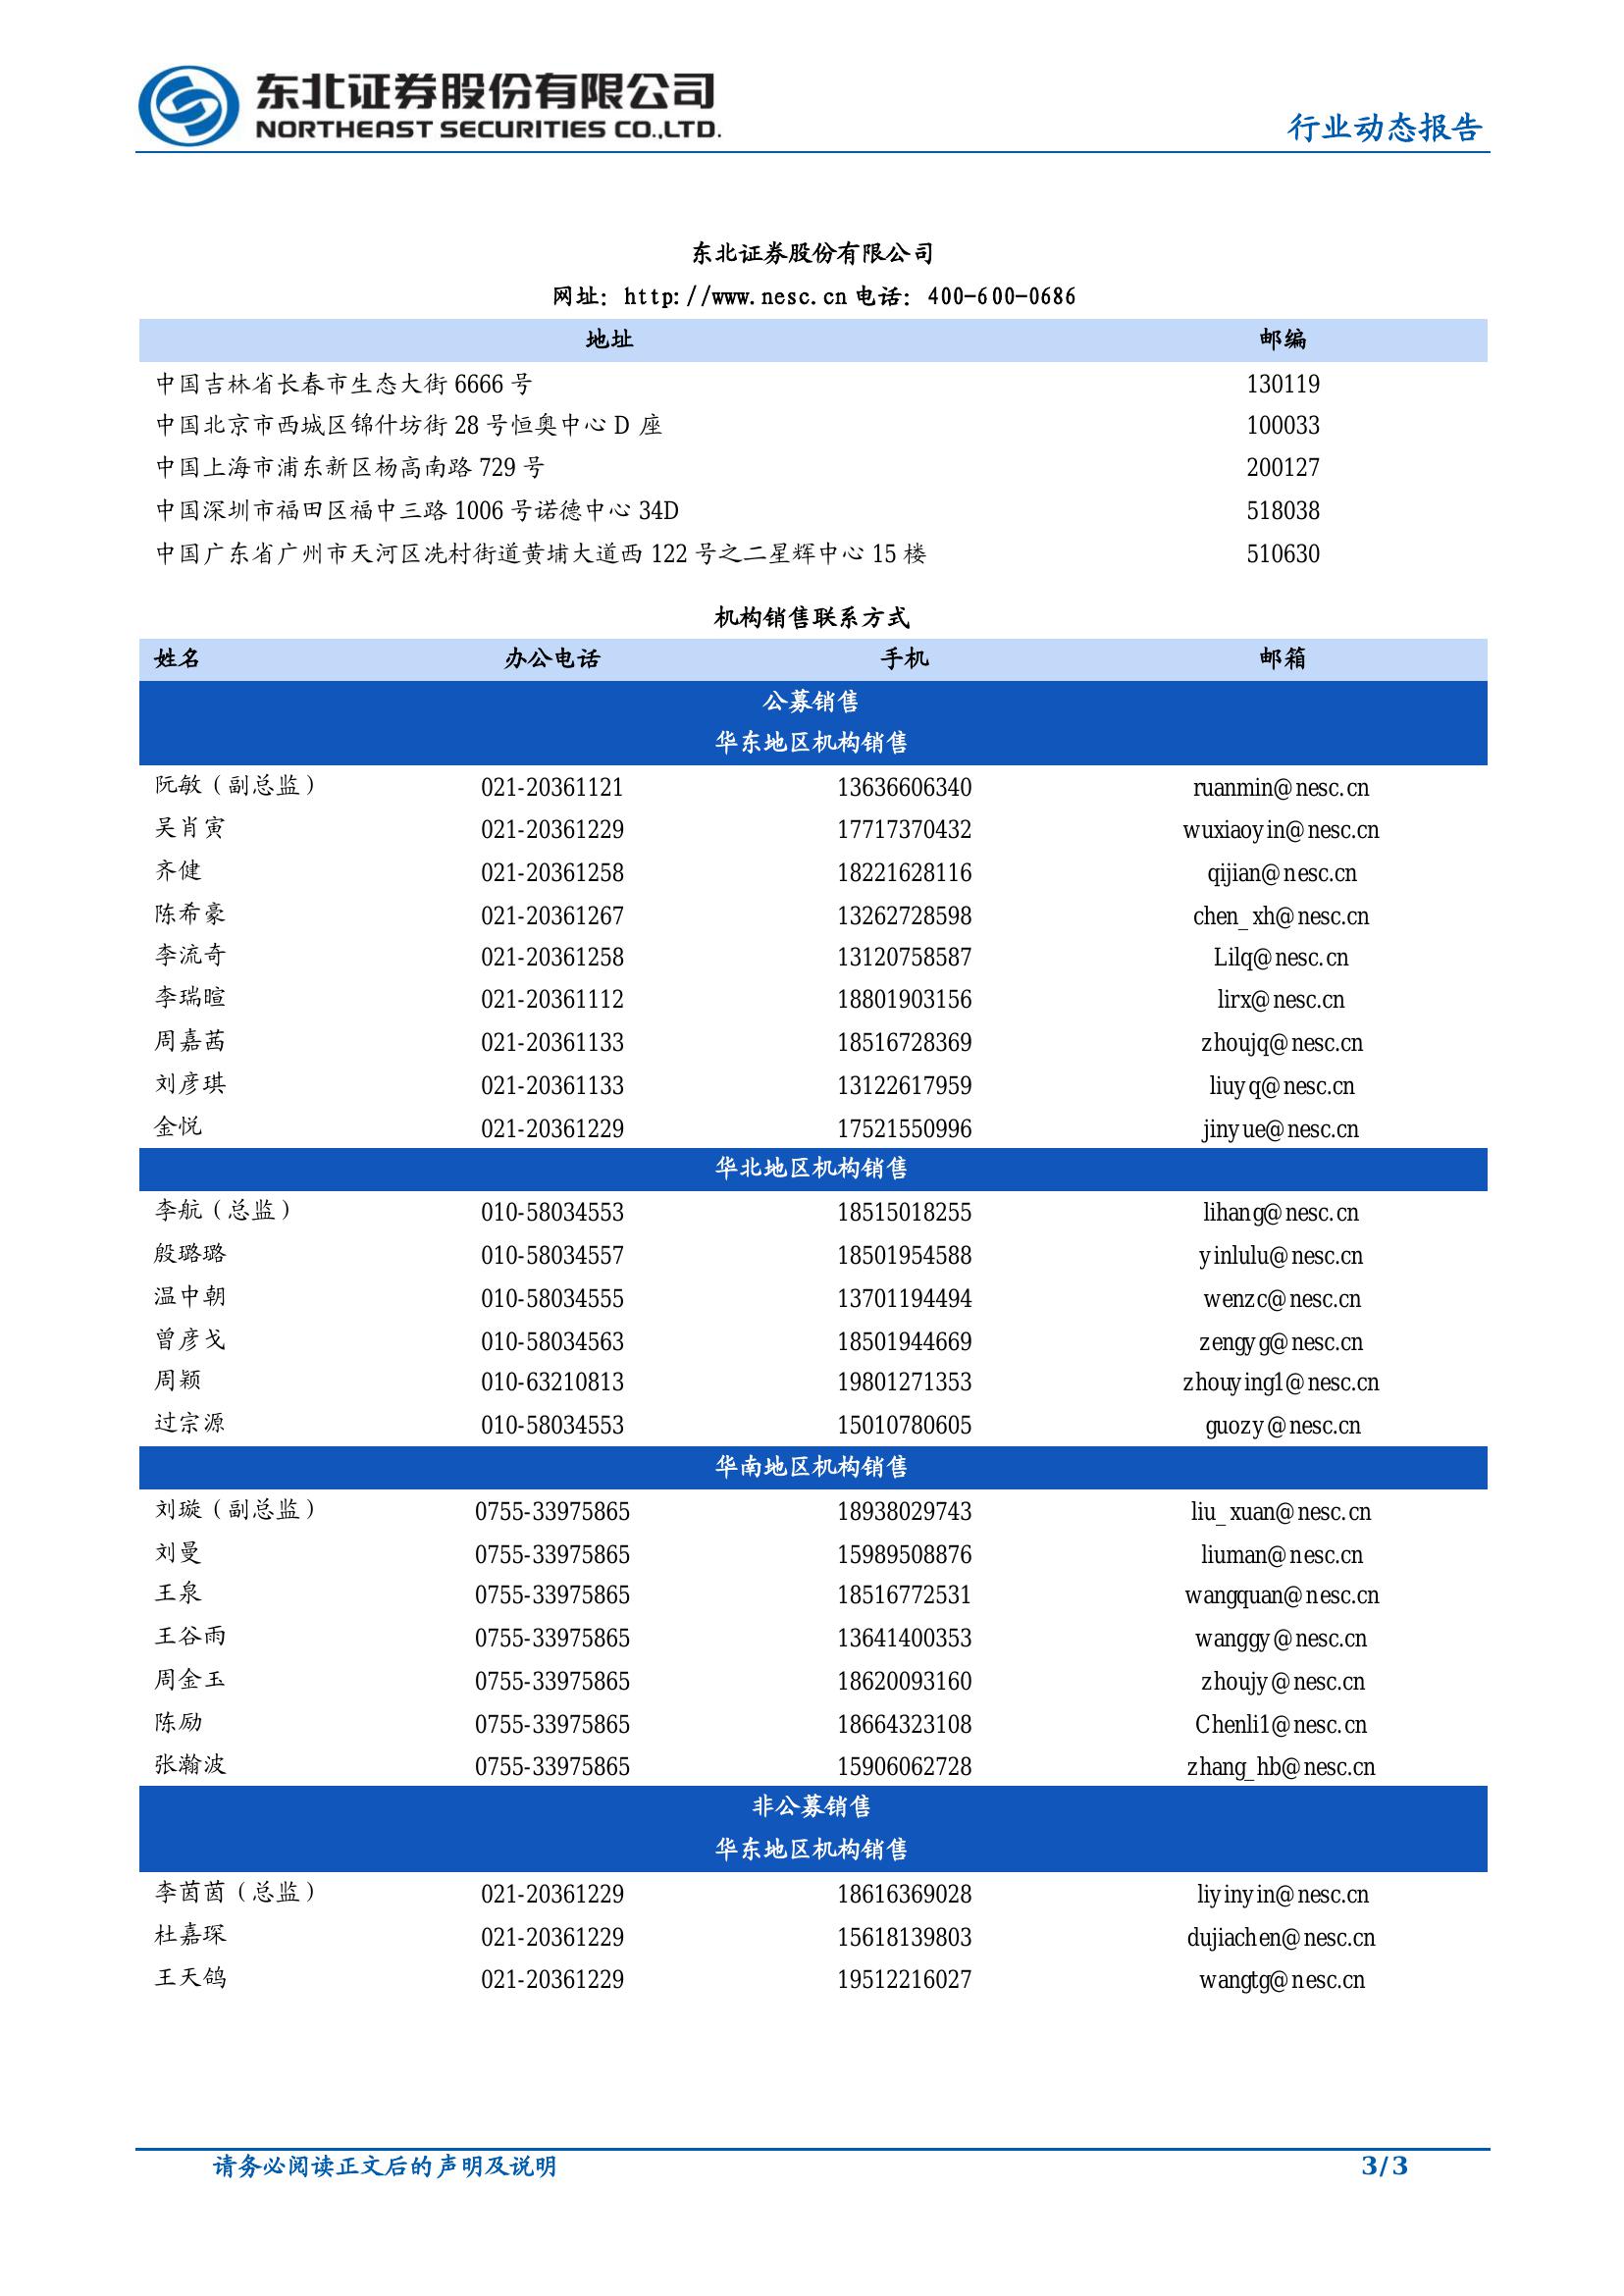 东北证券股份有限公司
NORTHEAST SECURITIES CO.,LTD.
行业动态报告
东北证券股份有限公司
网址：http://www.nesc.cn 电话：400-600-0686
地址 邮编
中国吉林省长春市生态大街 6666 号 130119
中国北京市西城区锦什坊街 28 号恒奥中心 D 座 100033
中国上海市浦东新区杨高南路 729 号 200127
中国深圳市福田区福中三路 1006 号诺德中心 34D 518038
中国广东省广州市天河区冼村街道黄埔大道西 122 号之二星辉中心 15 楼 510630
机构销售联系方式
姓名 办公电话 手机 邮箱
公募销售
华东地区机构销售
阮敏（副总监） 021-20361121 13636606340 ruanmin@nesc.cn
吴肖寅 021-20361229 17717370432 wuxiaoyin@nesc.cn
齐健 021-20361258 18221628116 qijian@nesc.cn
陈希豪 021-20361267 13262728598 chen_xh@nesc.cn
李流奇 021-20361258 13120758587 Lilq@nesc.cn
李瑞暄 021-20361112 18801903156 lirx@nesc.cn
周嘉茜 021-20361133 18516728369 zhoujq@nesc.cn
刘彦琪 021-20361133 13122617959 liuyq@nesc.cn
金悦 021-20361229 17521550996 jinyue@nesc.cn
华北地区机构销售
李航（总监） 010-58034553 18515018255 lihang@nesc.cn
殷璐璐 010-58034557 18501954588 yinlulu@nesc.cn
温中朝 010-58034555 13701194494 wenzc@nesc.cn
曾彦戈 010-58034563 18501944669 zengyg@nesc.cn
周颖 010-63210813 19801271353 zhouying1@nesc.cn
过宗源 010-58034553 15010780605 guozy@nesc.cn
华南地区机构销售
刘璇（副总监） 0755-33975865 18938029743 liu_xuan@nesc.cn
刘曼 0755-33975865 15989508876 liuman@nesc.cn
王泉 0755-33975865 18516772531 wangquan@nesc.cn
王谷雨 0755-33975865 13641400353 wanggy@nesc.cn
周金玉 0755-33975865 18620093160 zhoujy@nesc.cn
陈励 0755-33975865 18664323108 Chenli1@nesc.cn
张瀚波 0755-33975865 15906062728 zhang_hb@nesc.cn
非公募销售
华东地区机构销售
李茵茵（总监） 021-20361229 18616369028 liyinyin@nesc.cn
杜嘉琛 021-20361229 15618139803 dujiachen@nesc.cn
王天鸽 021-20361229 19512216027 wangtg@nesc.cn
请务必阅读正文后的声明及说明 3/3